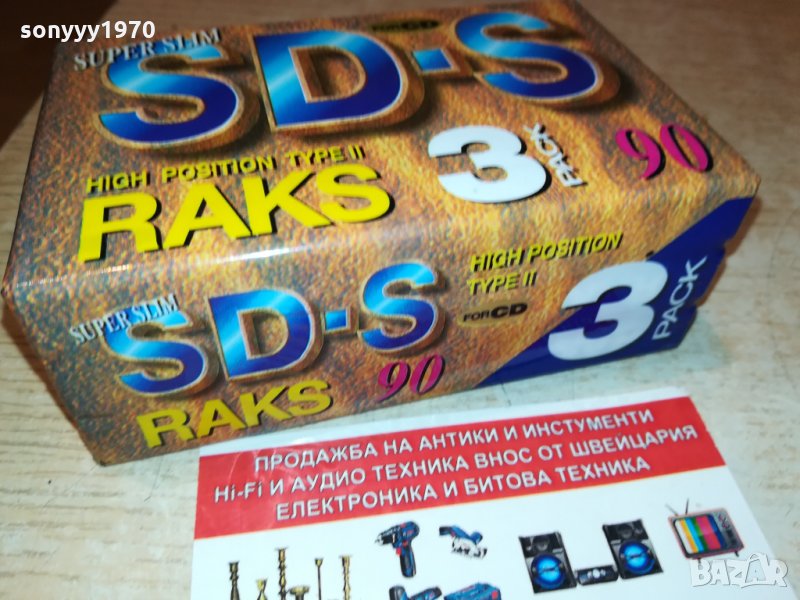 sonyyy1970
SUPER SLIM
SD-S
FOR CD
HIGH POSITION TYPE II
RAKS
3
PACK
90
SUPER SLIM
SD-S
RAKS
90
HIGH POSITION
TYPE II
FOR CD
3
PACK
ПРОДАЖБА НА АНТИКИ И ИНСТУМЕНТИ
Hi-Fi И АУДИО ТЕХНИКА ВНОС ОТ ШВЕЙЦАРИЯ
ЕЛЕКТРОНИКА И БИТОВА ТЕХНИКА
BAZAR